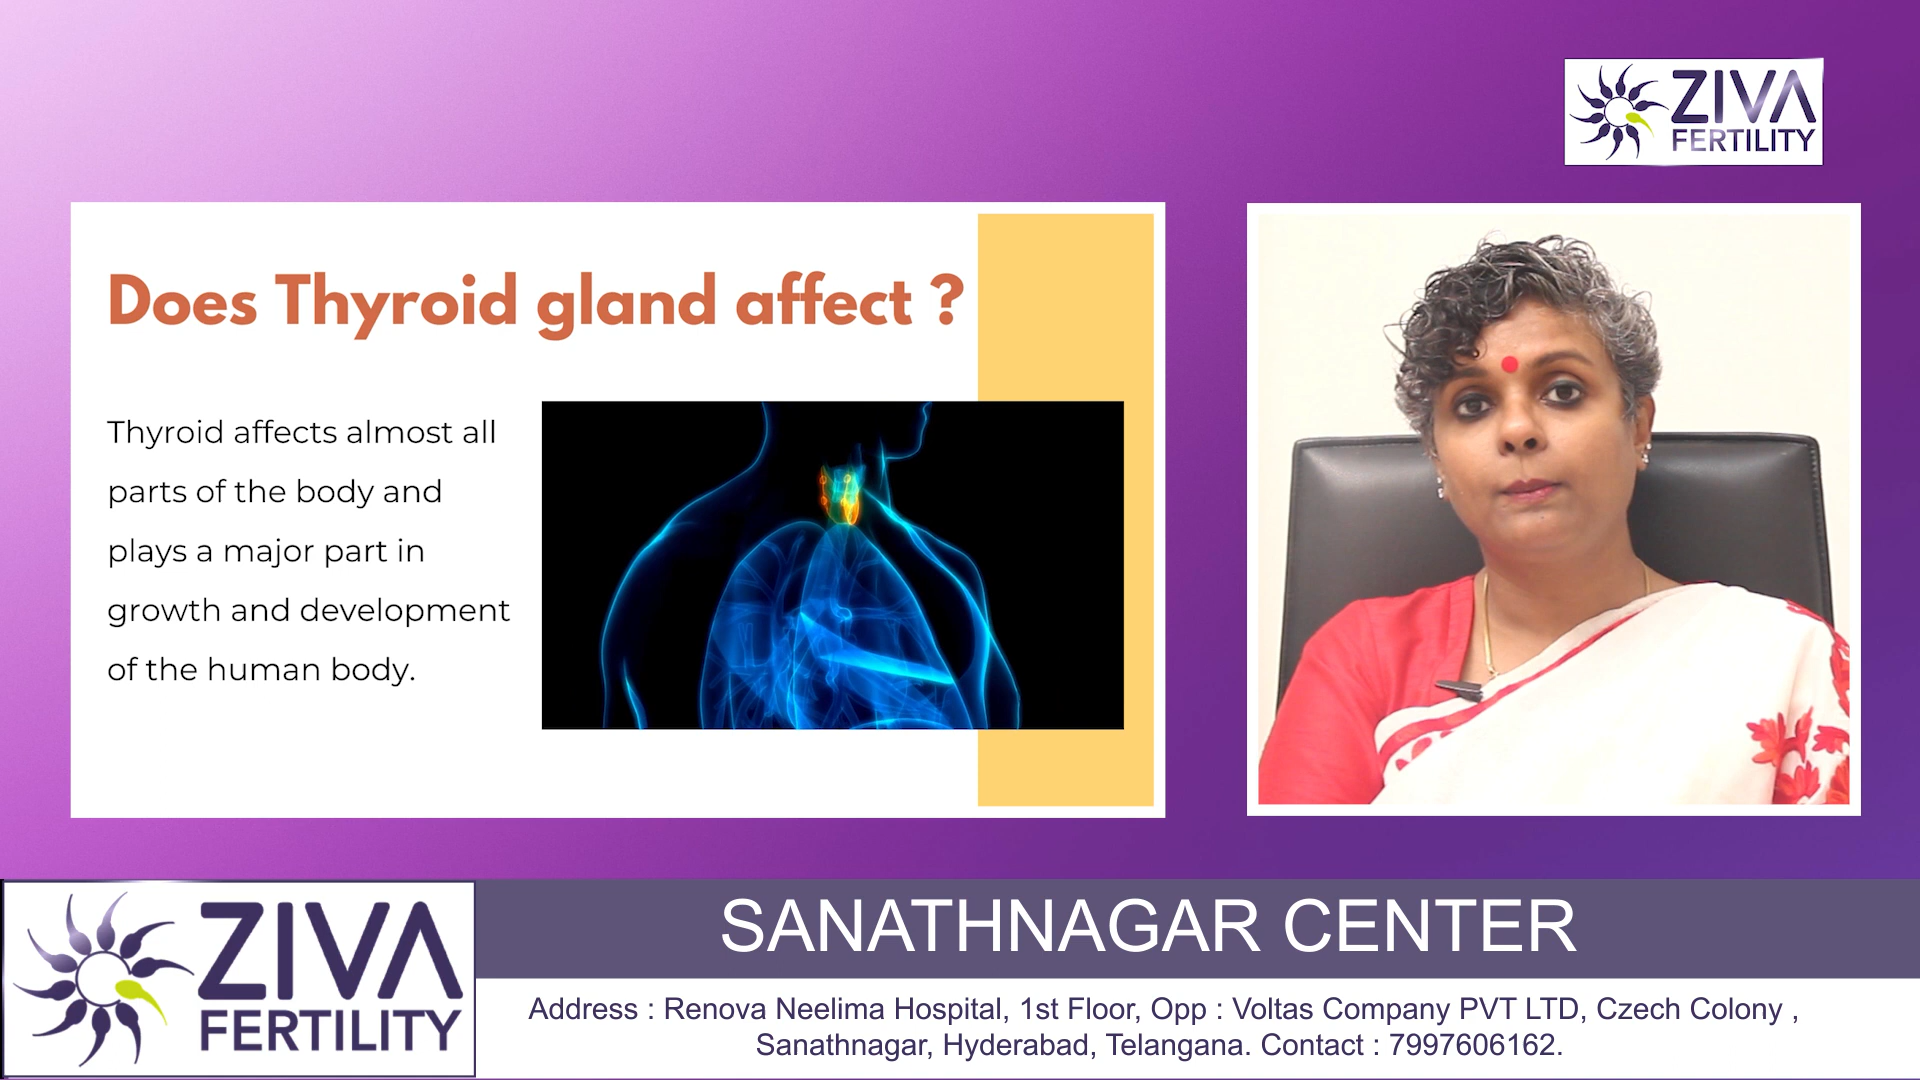 ZIVA
FERTILITY
Does Thyroid gland affect ?
Thyroid affects almost all
parts of the body and
plays a major part in
growth and development
of the human body.
ZIVA
FERTILITY
SANATHNAGAR CENTER
Address : Renova Neelima Hospital, 1st Floor, Opp : Voltas Company PVT LTD, Czech Colony ,
Sanathnagar, Hyderabad, Telangana. Contact : 7997606162.